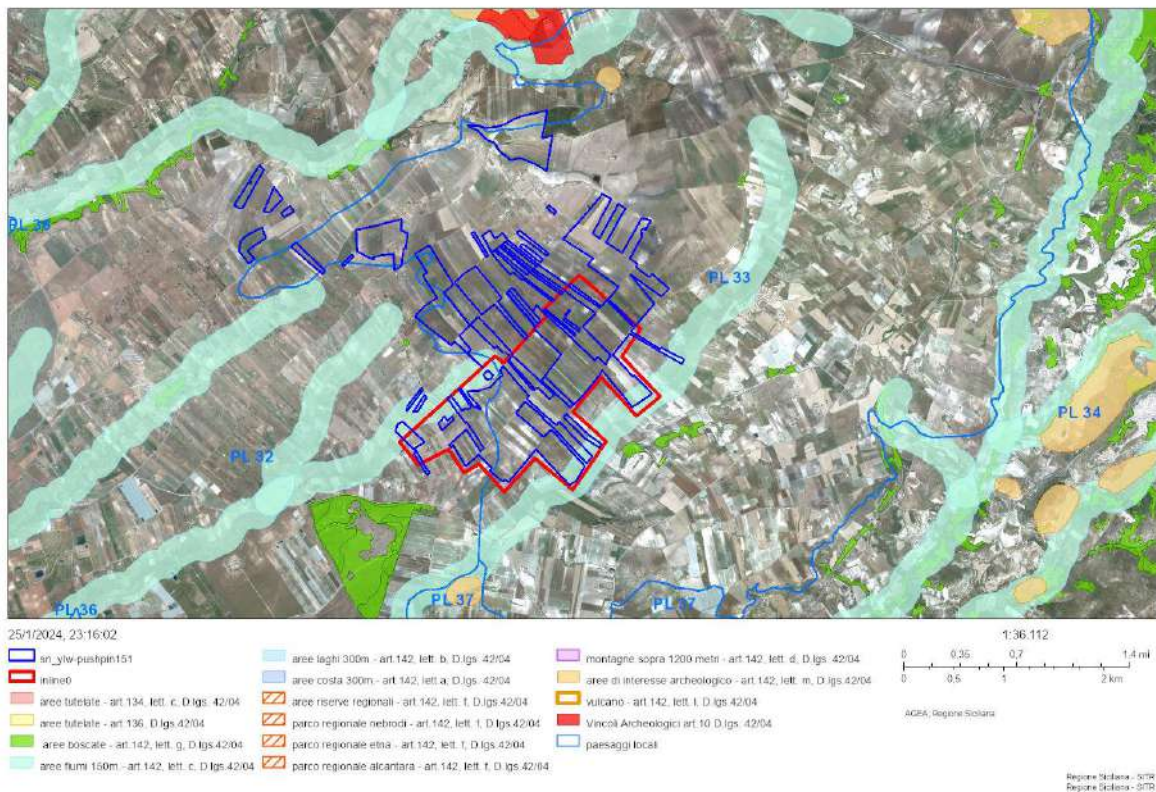 PL 33
PL 34
PL 32
PL 37
PL 37
PL 36
25/1/2024, 23:16:02
sn_ylw-pushpin151
inline0
aree tutelate - art.134, lett. c, D.lgs. 42/04
aree tutelate - art.136, D.lgs.42/04
aree boscate - art.142, lett. g, D.lgs.42/04
aree fiumi 150m. - art.142, lett. c, D.lgs.42/04
aree laghi 300m. - art.142, lett. b, D.lgs. 42/04
aree costa 300m. - art.142, lett.a, D.lgs. 42/04
aree riserve regionali - art.142, lett. f, D.lgs.42/04
parco regionale nebrodi - art.142, lett. f, D.lgs.42/04
parco regionale etna - art.142, lett. f, D.lgs.42/04
parco regionale alcantara - art.142, lett. f, D.lgs.42/04
montagne sopra 1200 metri - art.142, lett. d, D.lgs. 42/04
aree di interesse archeologico - art.142, lett. m, D.lgs.42/04
vulcano - art.142, lett. l, D.lgs.42/04
Vincoli Archeologici art.10 D.lgs. 42/04
paesaggi locali
1:36.112
0 0,35 0,7 1,4 mi
0 0,5 1 2 km
AGEA, Regione Siciliana
Regione Siciliana - SITR
Regione Siciliana - SITR